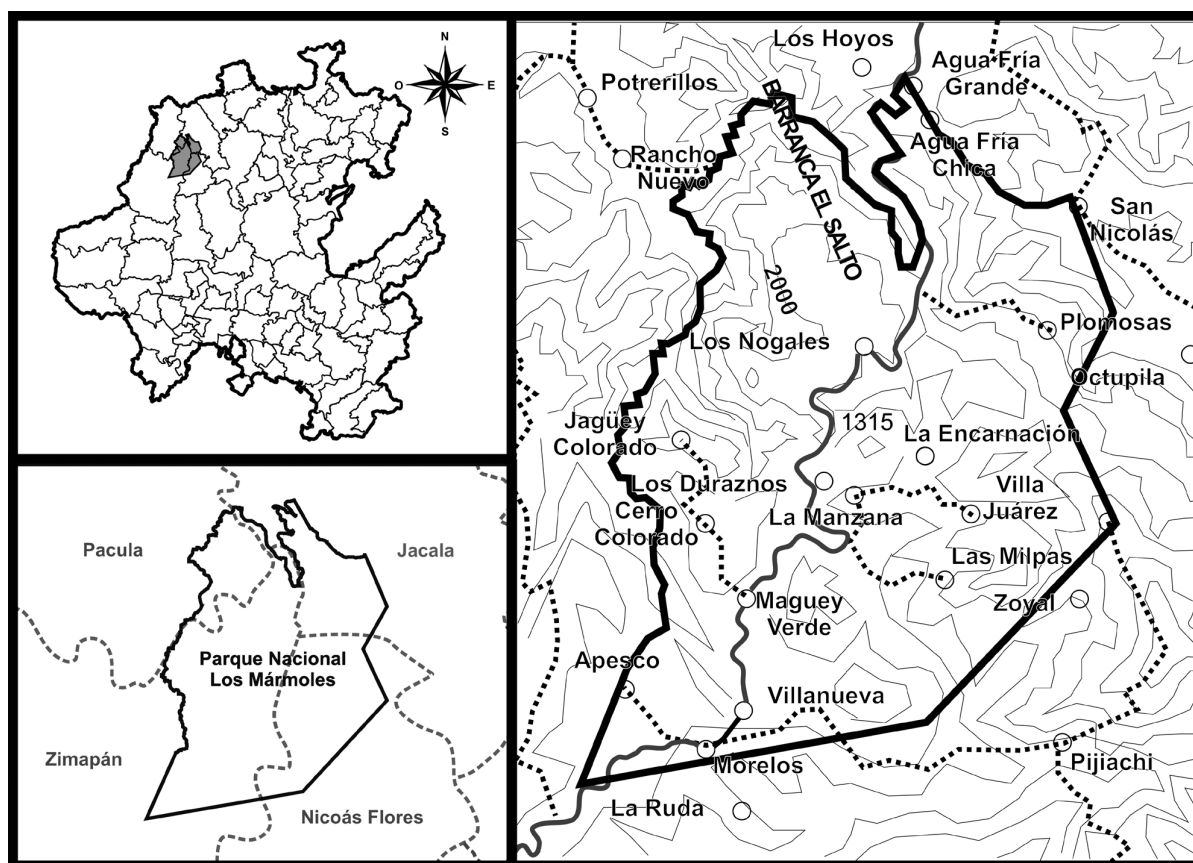 N
O
E
S
Pacula
Jacala
Parque Nacional
Los Mármoles
Zimapán
Nicoás Flores
Los Hoyos
Agua Fría
Grande
Potrerillos
BARRANCA EL SALTO
Agua Fría
Chica
Rancho
Nuevo
San
Nicolás
2000
Plomosas
Los Nogales
Octupila
Jagüey
Colorado
1315
La Encarnación
Los Duraznos
Villa
Juárez
Cerro
Colorado
La Manzana
Las Milpas
Maguey
Verde
Zoyal
Apesco
Villanueva
Morelos
Pijiachi
La Ruda